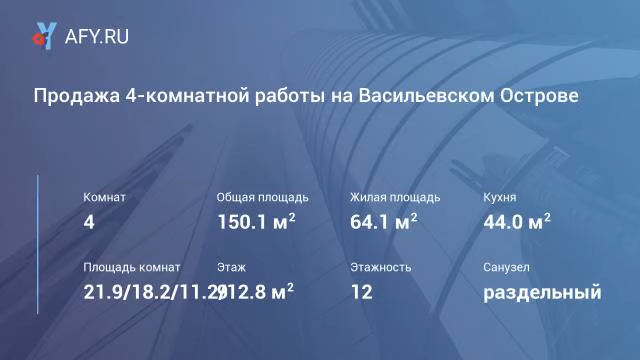 AFY.RU
Продажа 4-комнатной работы на Васильевском Острове
Комнат Общая площадь Жилая площадь Кухня
4 150.1 м² 64.1 м² 44.0 м²
Площадь комнат Этаж Этажность Санузел
21.9/18.2/11.2/12.8 м² 9 12 раздельный